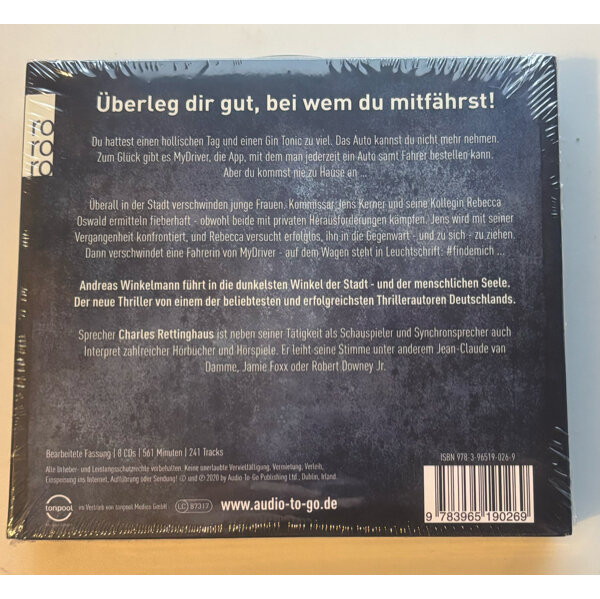 Überleg dir gut, bei wem du mitfährst!
ro
ro
ro
Du hattest einen höllischen Tag und einen Gin Tonic zu viel. Das Auto kannst du nicht mehr nehmen.
Zum Glück gibt es MyDriver, die App, mit dem man jederzeit ein Auto samt Fahrer bestellen kann.
Aber du kommst nie zu Hause an ...
Überall in der Stadt verschwinden junge Frauen. Kommissar Jens Kerner und seine Kollegin Rebecca
Oswald ermitteln fieberhaft - obwohl beide mit privaten Herausforderungen kämpfen. Jens wird mit seiner
Vergangenheit konfrontiert, und Rebecca versucht erfolglos, ihn in die Gegenwart - und zu sich - zu ziehen.
Dann verschwindet eine Fahrerin von MyDriver - auf dem Wagen steht in Leuchtschrift: #findemich ...
Andreas Winkelmann führt in die dunkelsten Winkel der Stadt - und der menschlichen Seele.
Der neue Thriller von einem der beliebtesten und erfolgreichsten Thrillerautoren Deutschlands.
Sprecher Charles Rettinghaus ist neben seiner Tätigkeit als Schauspieler und Synchronsprecher auch
Interpret zahlreicher Hörbücher und Hörspiele. Er leiht seine Stimme unter anderem Jean-Claude van
Damme, Jamie Foxx oder Robert Downey Jr.
Bearbeitete Fassung | 8 CDs | 561 Minuten | 241 Tracks
ISBN 978-3-96519-026-9
Alle Urheber- und Leistungsschutzrechte vorbehalten. Keine unerlaubte Vervielfältigung, Vermietung, Verleih,
Einspeisung ins Internet, Aufführung oder Sendung! © und ℗ 2020 by Audio-To-Go Publishing Ltd., Dublin, Irland.
tonpool
im Vertrieb von tonpool Medien GmbH
LC 87317
www.audio-to-go.de
9 783965 190269